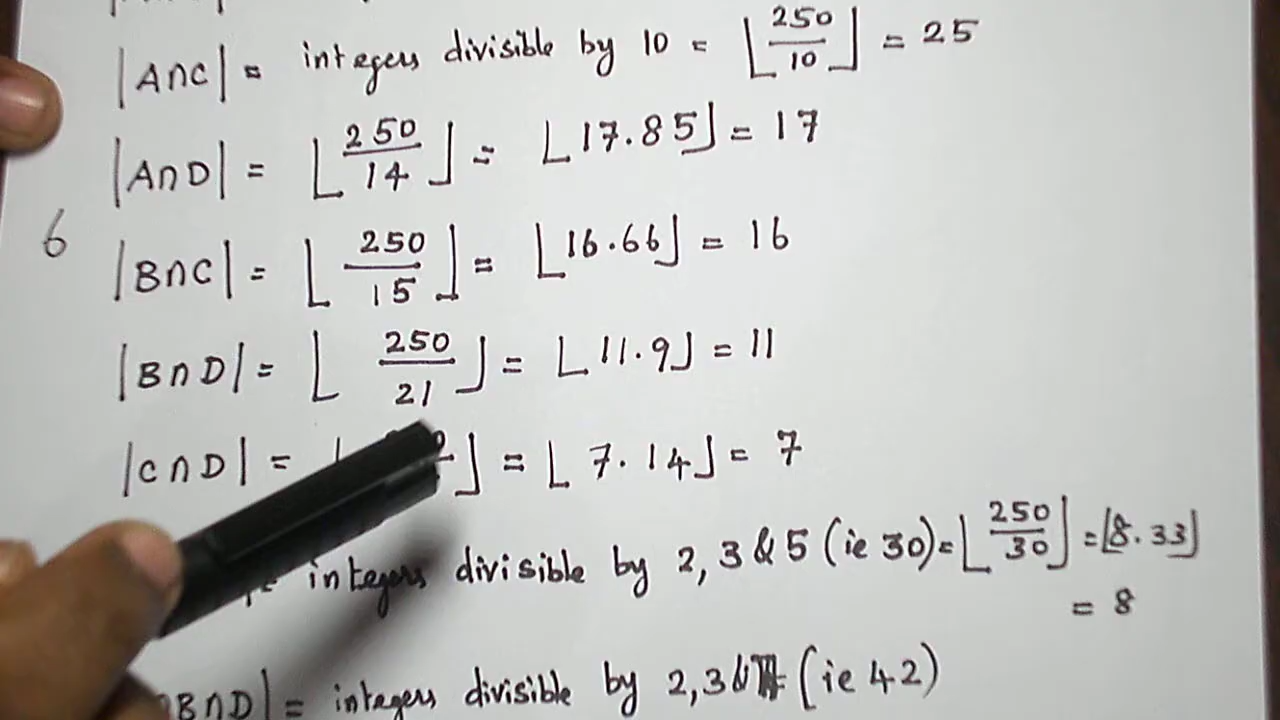 |A∩C| = integers divisible by 10 = ⌊250/10⌋ = 25
|A∩D| = ⌊250/14⌋ = ⌊17.85⌋ = 17
6
|B∩C| = ⌊250/15⌋ = ⌊16.66⌋ = 16
|B∩D| = ⌊250/21⌋ = ⌊11.9⌋ = 11
|C∩D| = ⌊ ⌋ = ⌊7.14⌋ = 7
integers divisible by 2, 3 & 5 (ie 30) = ⌊250/30⌋ = ⌊8.33⌋
= 8
B∩D| = integers divisible by 2, 3 & 7 (ie 42)